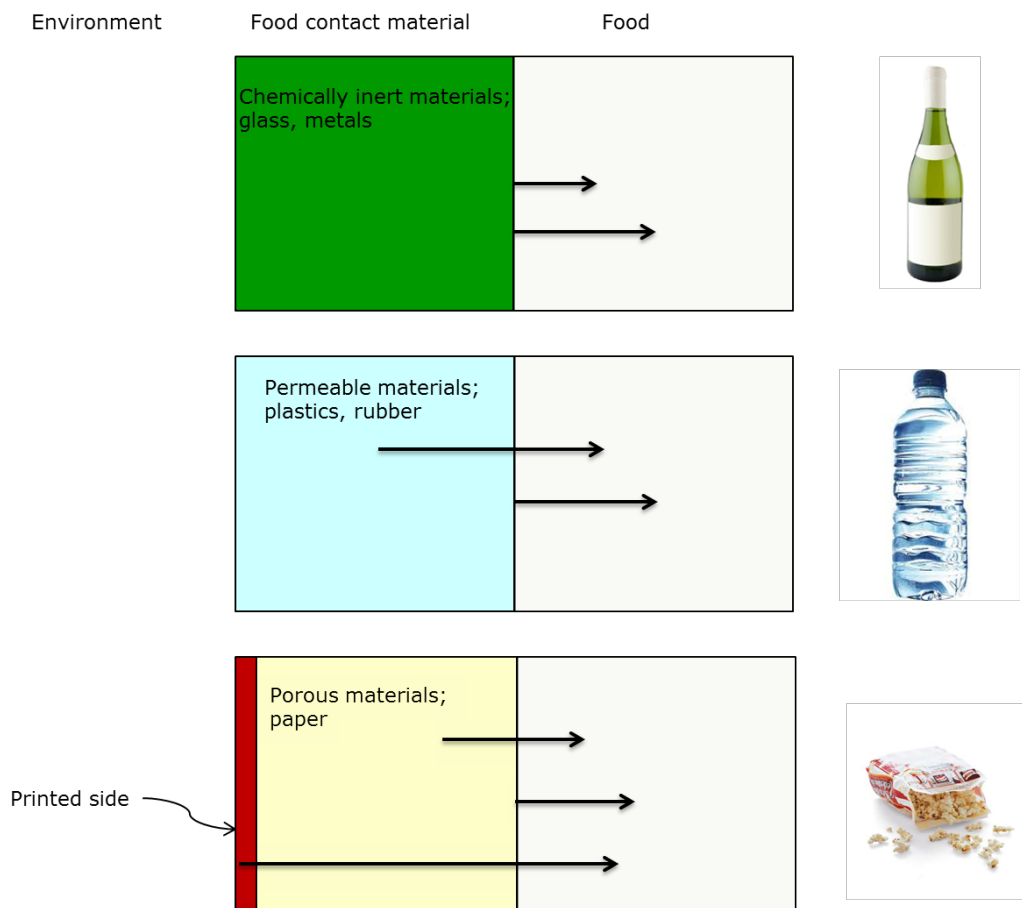 Environment
Food contact material
Food
Chemically inert materials;
glass, metals
Permeable materials;
plastics, rubber
Porous materials;
paper
Printed side